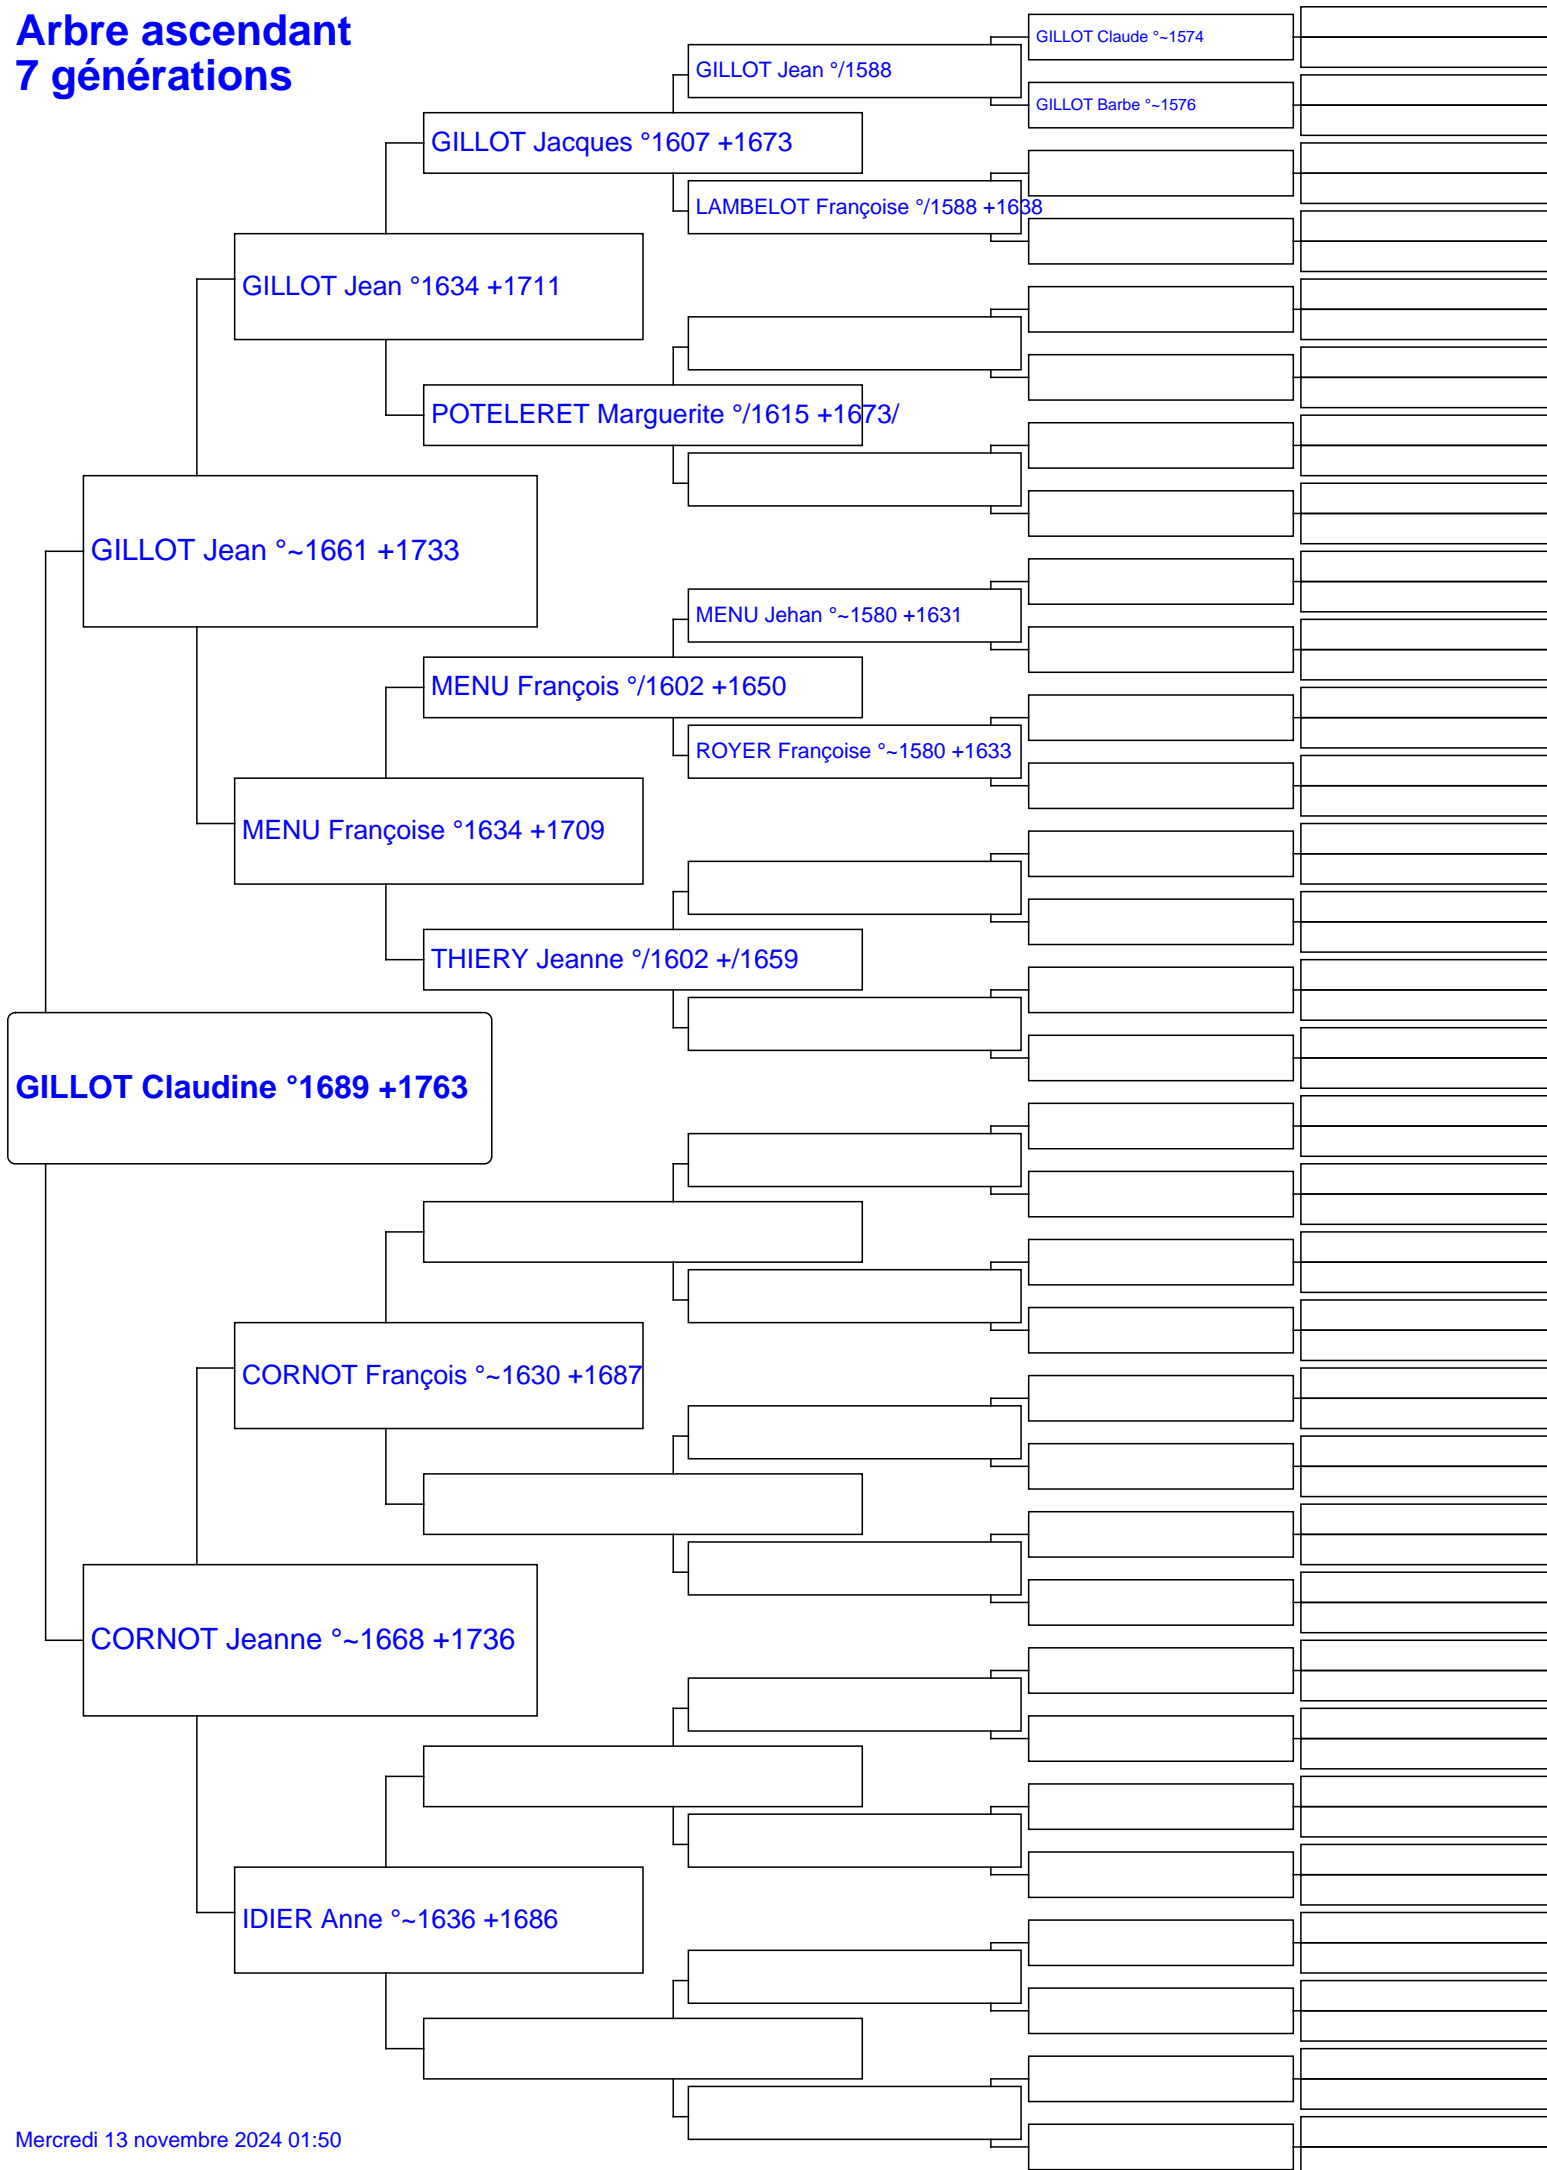 Arbre ascendant
7 générations
GILLOT Claude °~1574
GILLOT Jean °/1588
GILLOT Barbe °~1576
GILLOT Jacques °1607 +1673
LAMBELOT Françoise °/1588 +1638
GILLOT Jean °1634 +1711
POTELERET Marguerite °/1615 +1673/
GILLOT Jean °~1661 +1733
MENU Jehan °~1580 +1631
MENU François °/1602 +1650
ROYER Françoise °~1580 +1633
MENU Françoise °1634 +1709
THIERY Jeanne °/1602 +/1659
GILLOT Claudine °1689 +1763
CORNOT François °~1630 +1687
CORNOT Jeanne °~1668 +1736
IDIER Anne °~1636 +1686
Mercredi 13 novembre 2024 01:50